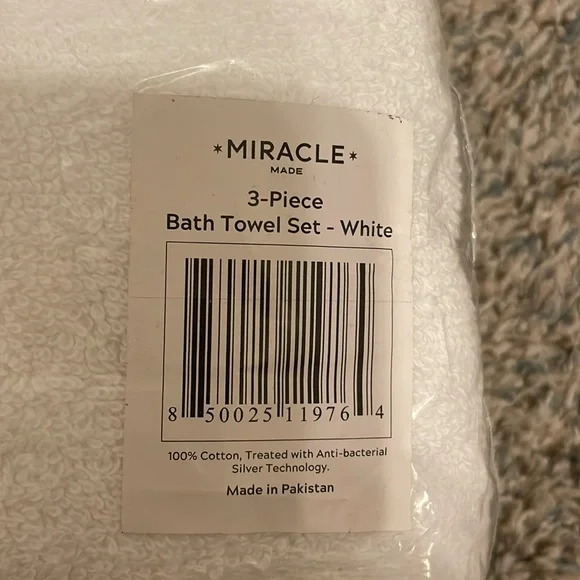 *MIRACLE*
MADE
3-Piece
Bath Towel Set - White
8 50025 11976 4
100% Cotton, Treated with Anti-bacterial
Silver Technology.
Made in Pakistan